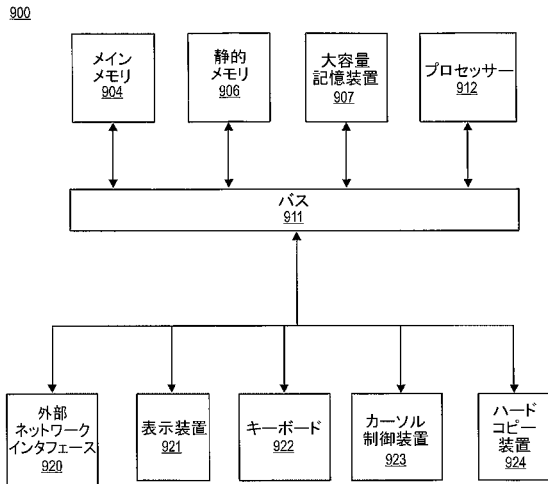 900
メイン
メモリ
904
静的
メモリ
906
大容量
記憶装置
907
プロセッサー
912
バス
911
外部
ネットワーク
インタフェース
920
表示装置
921
キーボード
922
カーソル
制御装置
923
ハード
コピー
装置
924